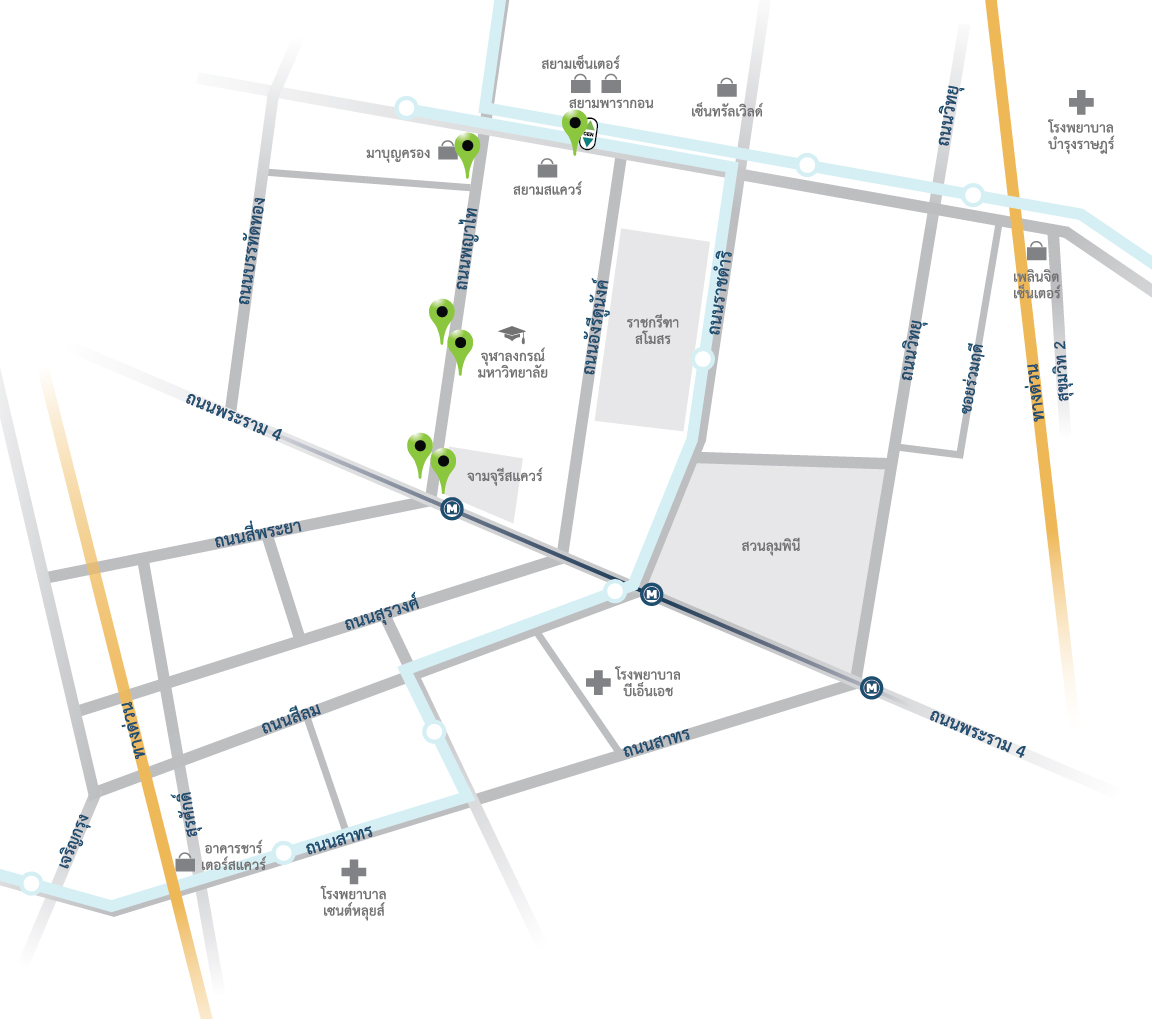 สยามเซ็นเตอร์
สยามพารากอน
เซ็นทรัลเวิลด์
ถนนวิทยุ
โรงพยาบาล
บำรุงราษฎร์
CEN
มาบุญครอง
สยามสแควร์
ถนนบรรทัดทอง
ถนนพญาไท
ถนนอังรีดูนังต์
ราชกรีฑา
สโมสร
ถนนราชดำริ
เพลินจิต
เซ็นเตอร์
จุฬาลงกรณ์
มหาวิทยาลัย
ถนนวิทยุ
ซอยร่วมฤดี
ทางด่วน
สุขุมวิท 2
ถนนพระราม 4
จามจุรีสแควร์
M
ถนนสี่พระยา
สวนลุมพินี
M
ถนนสุรวงศ์
โรงพยาบาล
บีเอ็นเอช
M
ถนนสีลม
ทางด่วน
ถนนสาทร
ถนนพระราม 4
สุรศักดิ์
เจริญกรุง
ถนนสาทร
อาคารชาร์
เตอร์สแควร์
โรงพยาบาล
เซนต์หลุยส์